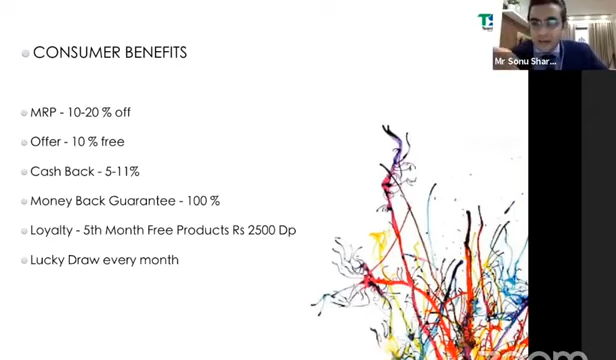 CONSUMER BENEFITS
Mr Sonu Shar...
MRP - 10-20 % off
Offer - 10 % free
Cash Back - 5-11%
Money Back Guarantee - 100 %
Loyalty - 5th Month Free Products Rs 2500 Dp
Lucky Draw every month
zoom